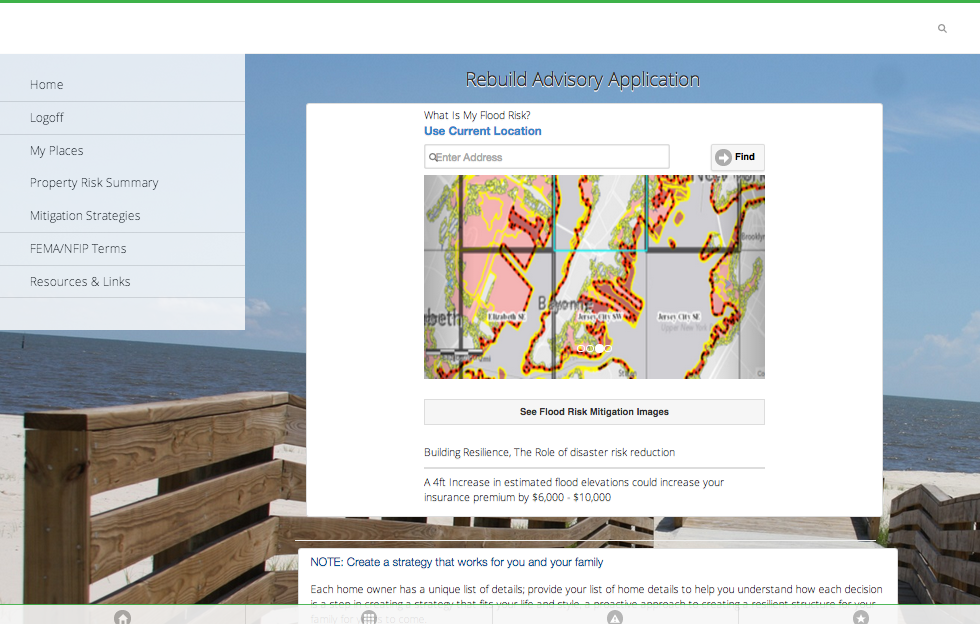 Home
Logoff
My Places
Property Risk Summary
Mitigation Strategies
FEMA/NFIP Terms
Resources & Links
Rebuild Advisory Application
What Is My Flood Risk?
Use Current Location
Enter Address
Find
Brooklyn
Bayonne
beth
Elizabeth SE
Jersey City NW
Jersey City SE
Upper New York
See Flood Risk Mitigation Images
Building Resilience, The Role of disaster risk reduction
A 4ft Increase in estimated flood elevations could increase your
insurance premium by $6,000 - $10,000
NOTE: Create a strategy that works for you and your family
Each home owner has a unique list of details; provide your list of home details to help you understand how each decision
is a step in creating a strategy that fits your life and style, a proactive approach to creating a resilient structure for your
family for to come.